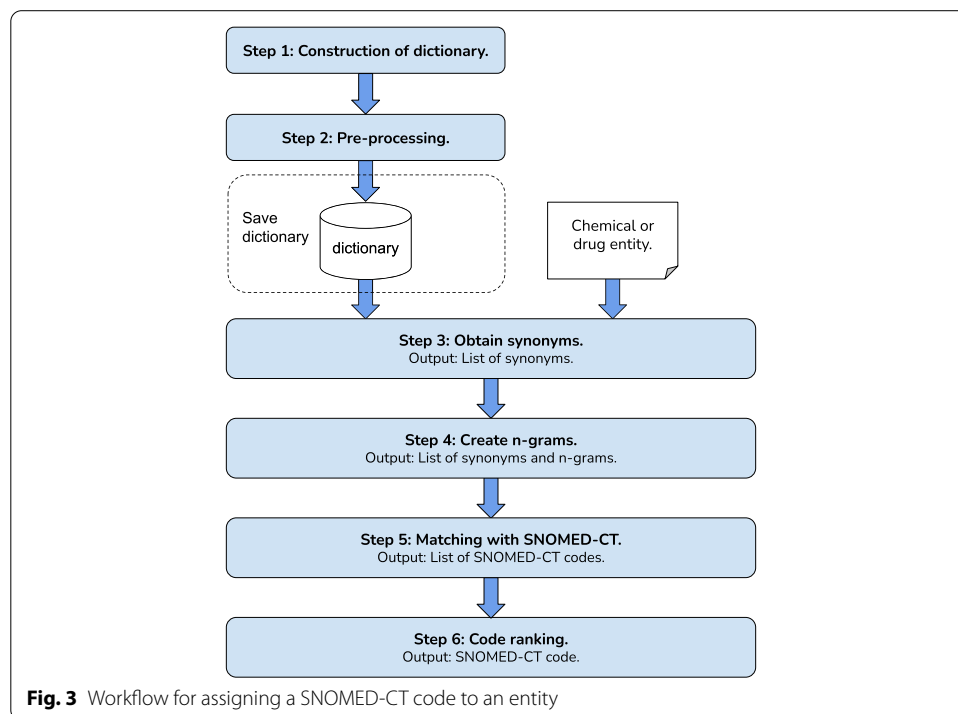 Step 1: Construction of dictionary.
Step 2: Pre-processing.
Save
dictionary
dictionary
Chemical or
drug entity.
Step 3: Obtain synonyms.
Output: List of synonyms.
Step 4: Create n-grams.
Output: List of synonyms and n-grams.
Step 5: Matching with SNOMED-CT.
Output: List of SNOMED-CT codes.
Step 6: Code ranking.
Output: SNOMED-CT code.
Fig. 3 Workflow for assigning a SNOMED-CT code to an entity